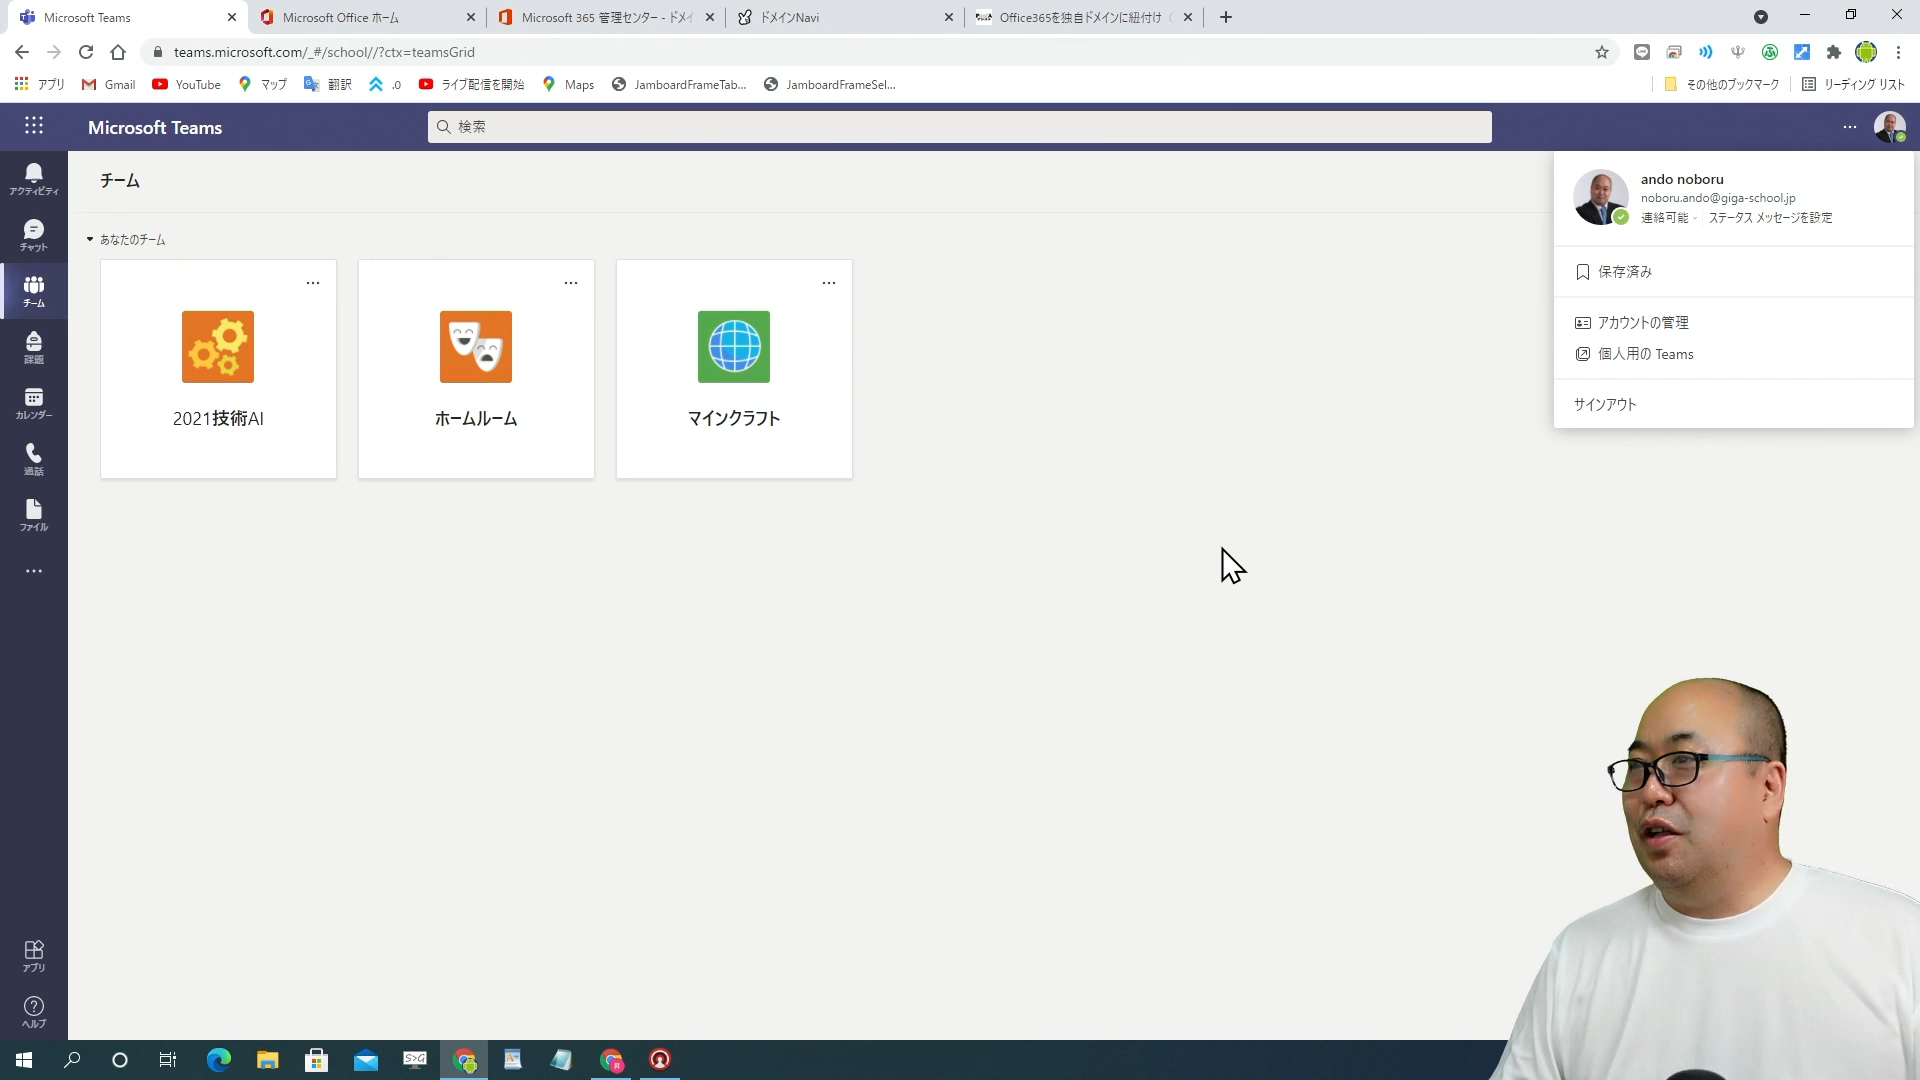 Microsoft Teams
Microsoft Office ホーム
Microsoft 365 管理センター - ドメイ
ドメインNavi
Office365を独自ドメインに紐付け
teams.microsoft.com/_#/school//?ctx=teamsGrid
アプリ
Gmail
YouTube
マップ
翻訳
.0
ライブ配信を開始
Maps
JamboardFrameTab...
JamboardFrameSel...
その他のブックマーク
リーディング リスト
Microsoft Teams
検索
アクティビティ
チャット
チーム
課題
カレンダー
通話
ファイル
アプリ
ヘルプ
チーム
あなたのチーム
2021技術AI
ホームルーム
マインクラフト
ando noboru
noboru.ando@giga-school.jp
連絡可能
ステータス メッセージを設定
保存済み
アカウントの管理
個人用の Teams
サインアウト
S>G